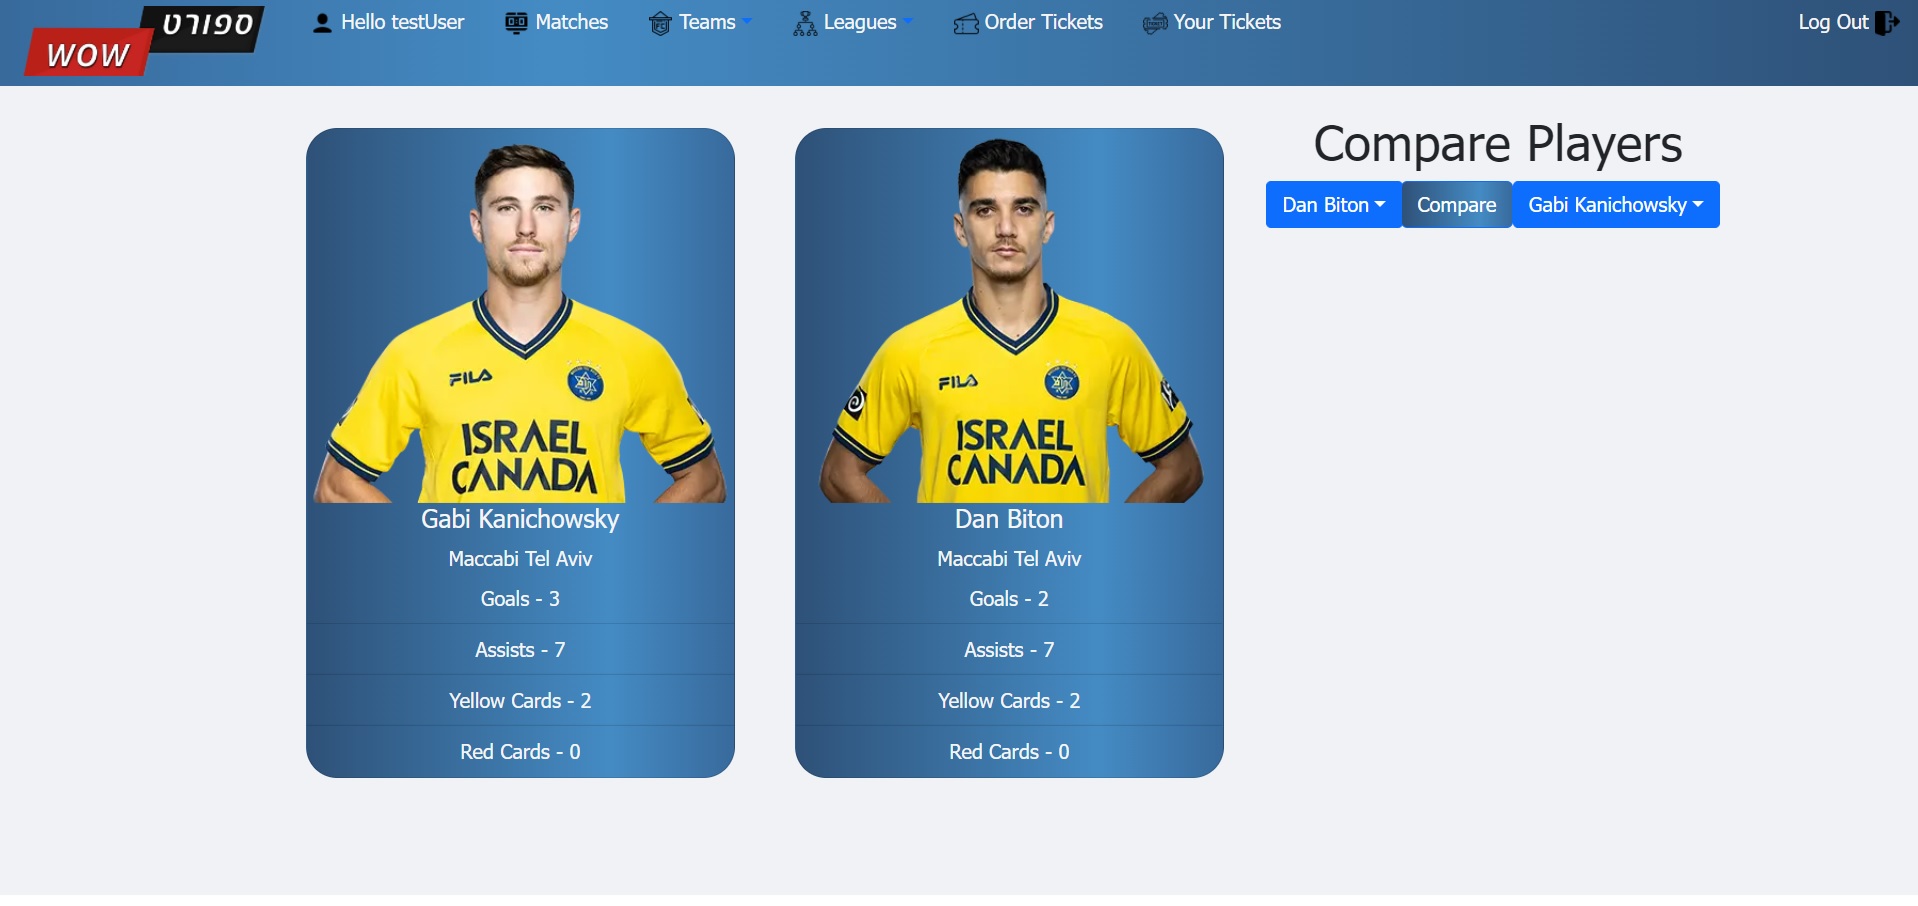 ספורט
WOW
Hello testUser
Matches
Teams
Leagues
Order Tickets
Your Tickets
Log Out
Compare Players
Dan Biton
Compare
Gabi Kanichowsky
FILA
ISRAEL
CANADA
Gabi Kanichowsky
Maccabi Tel Aviv
Goals - 3
Assists - 7
Yellow Cards - 2
Red Cards - 0
FILA
ISRAEL
CANADA
Dan Biton
Maccabi Tel Aviv
Goals - 2
Assists - 7
Yellow Cards - 2
Red Cards - 0